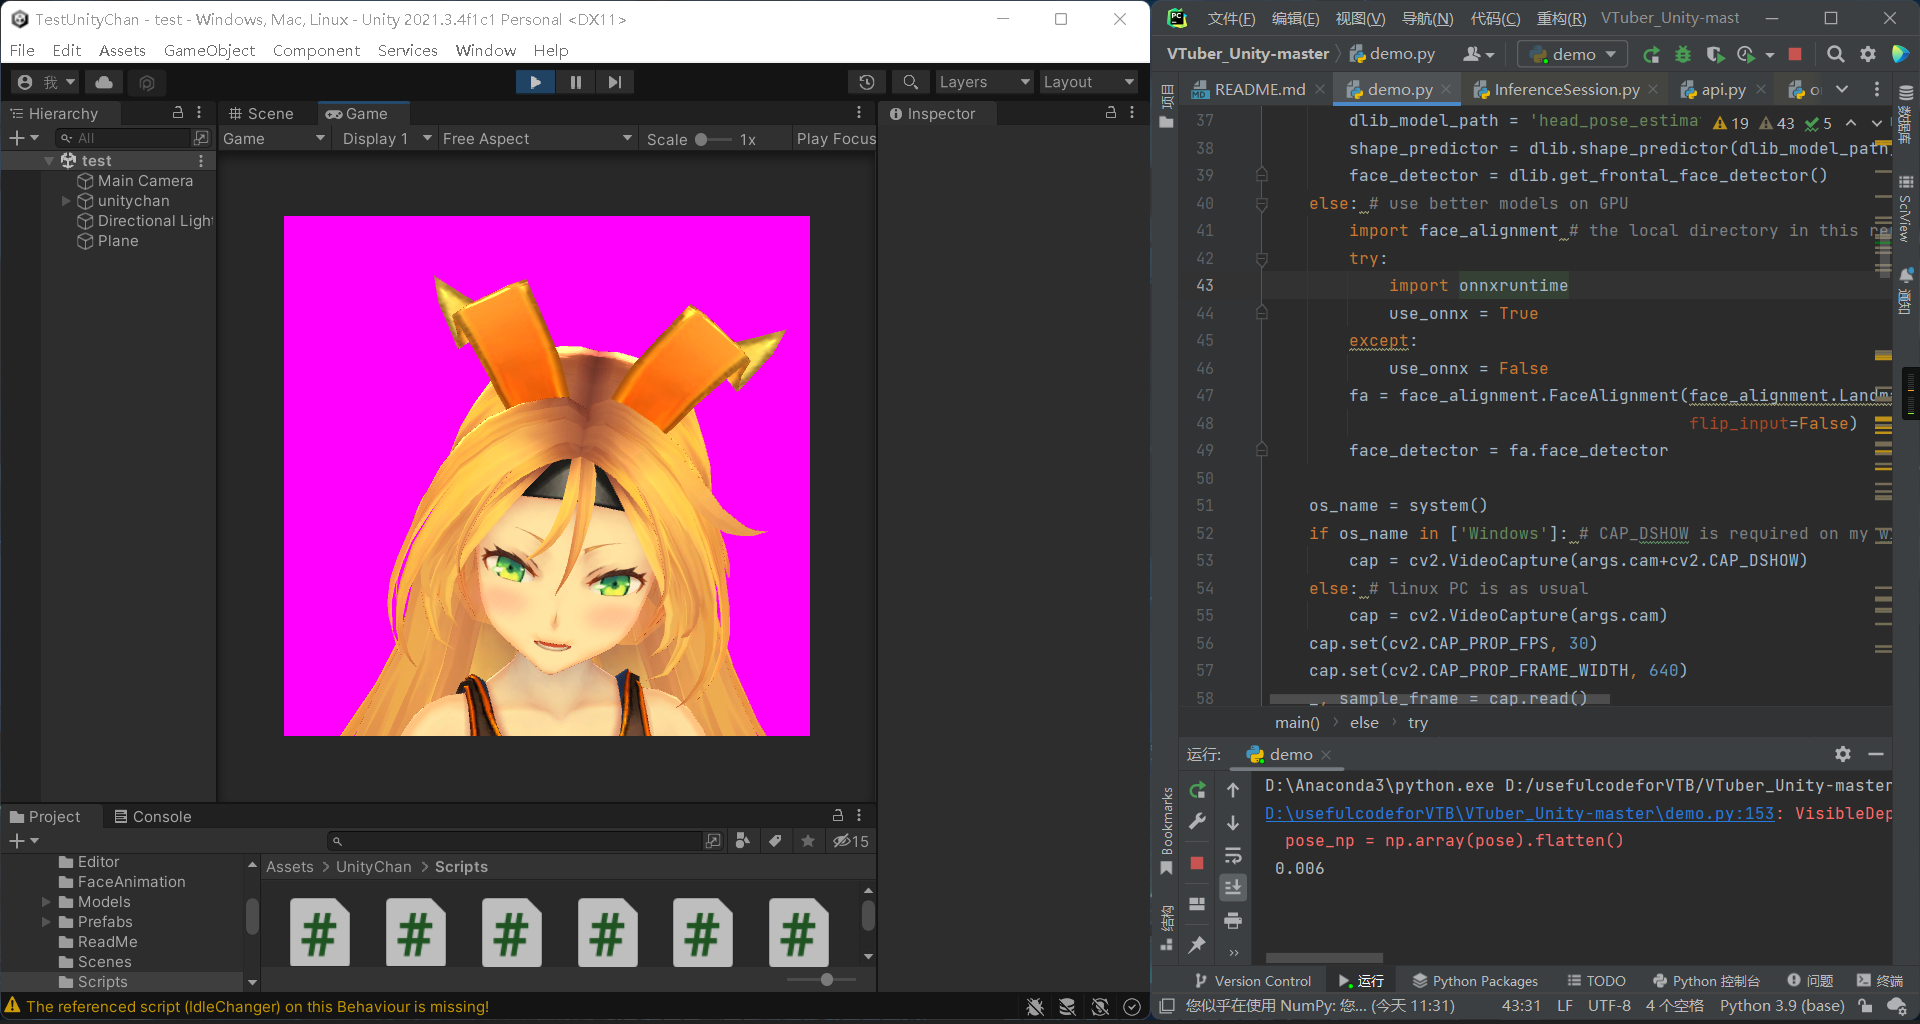 TestUnityChan - test - Windows, Mac, Linux - Unity 2021.3.4f1c1 Personal <DX11>
File Edit Assets GameObject Component Services Window Help
我
Layers
Layout
Hierarchy
All
test
Main Camera
unitychan
Directional Light
Plane
Scene
Game
Game
Display 1
Free Aspect
Scale
1x
Play Focus
Inspector
Project
Console
15
Editor
FaceAnimation
Models
Prefabs
ReadMe
Scenes
Scripts
Assets > UnityChan > Scripts
The referenced script (IdleChanger) on this Behaviour is missing!
PC
文件(F) 编辑(E) 视图(V) 导航(N) 代码(C) 重构(R) VTuber_Unity-mast
VTuber_Unity-master
demo.py
demo
README.md
demo.py
InferenceSession.py
api.py
项目
19 43 5
37 dlib_model_path = 'head_pose_estima
38 shape_predictor = dlib.shape_predictor(dlib_model_path
39 face_detector = dlib.get_frontal_face_detector()
40 else: # use better models on GPU
41 import face_alignment # the local directory in this re
42 try:
43 import onnxruntime
44 use_onnx = True
45 except:
46 use_onnx = False
47 fa = face_alignment.FaceAlignment(face_alignment.Landm
48 flip_input=False)
49 face_detector = fa.face_detector
50
51 os_name = system()
52 if os_name in ['Windows']: # CAP_DSHOW is required on my w
53 cap = cv2.VideoCapture(args.cam+cv2.CAP_DSHOW)
54 else: # linux PC is as usual
55 cap = cv2.VideoCapture(args.cam)
56 cap.set(cv2.CAP_PROP_FPS, 30)
57 cap.set(cv2.CAP_PROP_FRAME_WIDTH, 640)
58 _, sample_frame = cap.read()
main() > else > try
数据库
SciView
通知
运行:
demo
D:\Anaconda3\python.exe D:/usefulcodeforVTB/VTuber_Unity-master
D:\usefulcodeforVTB\VTuber_Unity-master\demo.py:153: VisibleDep
pose_np = np.array(pose).flatten()
0.006
Bookmarks
结构
Version Control
运行
Python Packages
TODO
Python 控制台
问题
终端
您似乎在使用 NumPy: 您... (今天 11:31)
43:31 LF UTF-8 4 个空格 Python 3.9 (base)